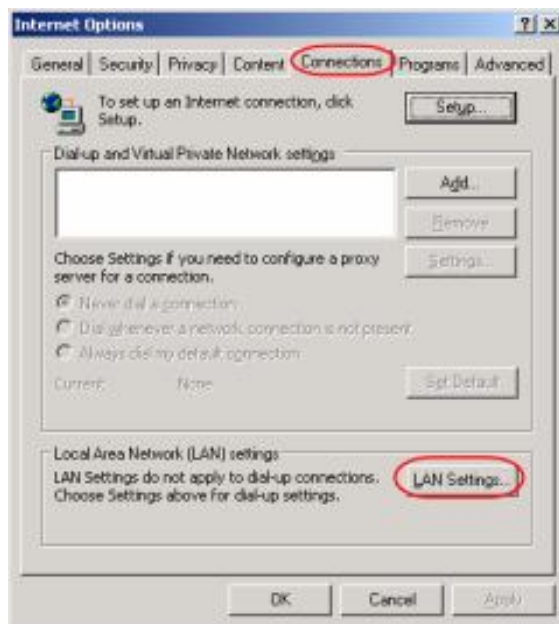 Internet Options
General Security Privacy Content Connections Programs Advanced
To set up an Internet connection, click
Setup.
Setup...
Dial-up and Virtual Private Network settings
Add...
Remove
Choose Settings if you need to configure a proxy
server for a connection.
Settings...
Never dial a connection
Dial whenever a network connection is not present
Always dial my default connection
Current: None
Set Default
Local Area Network (LAN) settings
LAN Settings do not apply to dial-up connections.
Choose Settings above for dial-up settings.
LAN Settings...
OK Cancel Apply